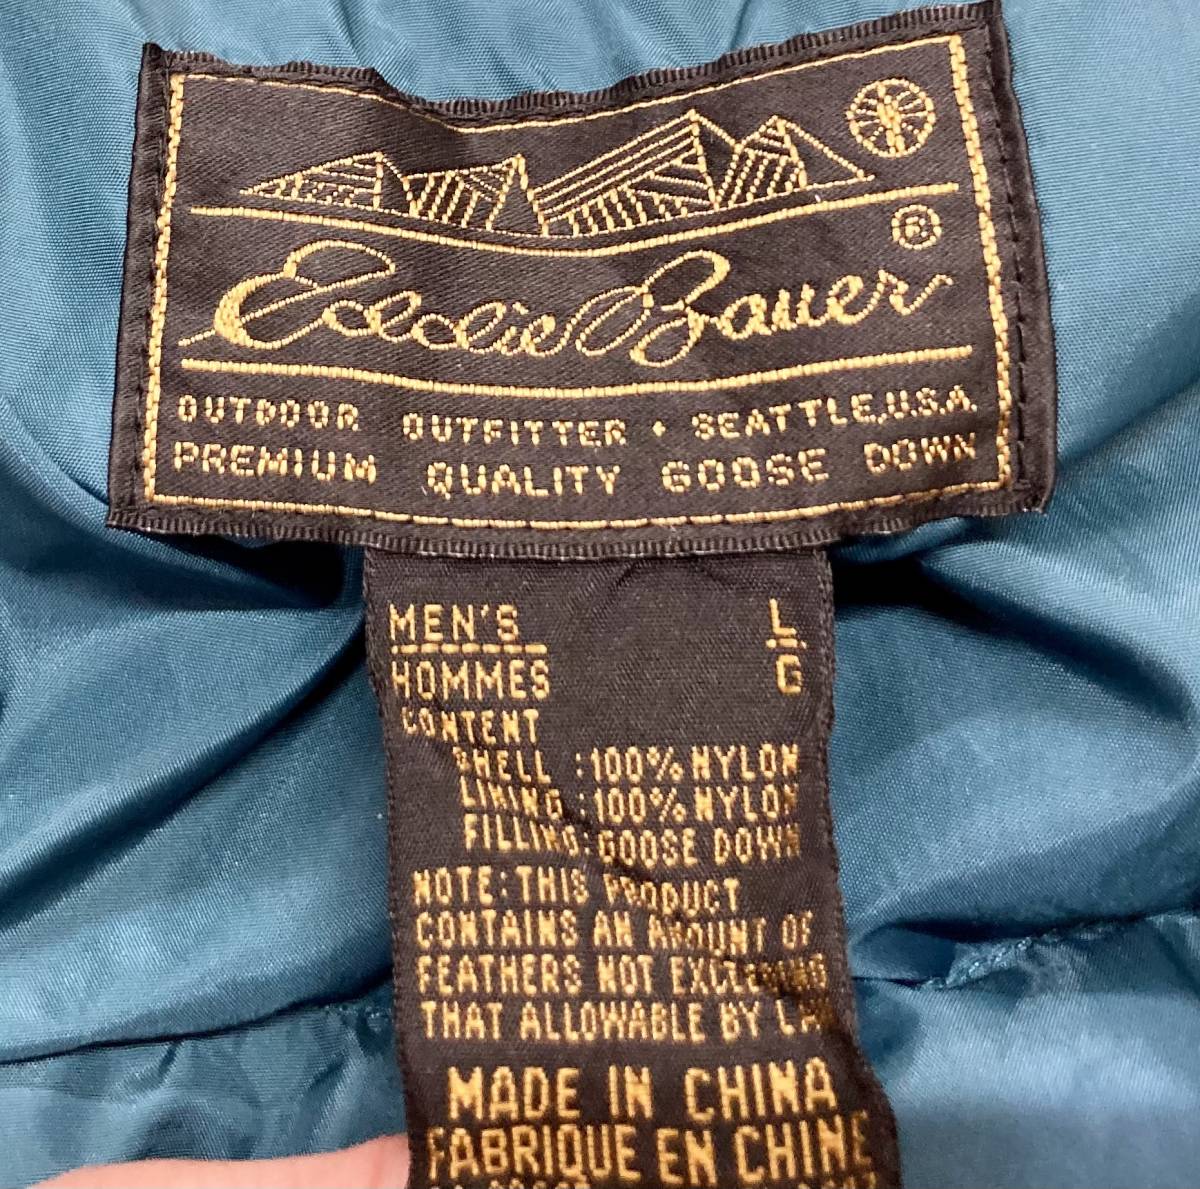 Eddie Bauer ®
OUTDOOR OUTFITTER • SEATTLE, U.S.A.
PREMIUM QUALITY GOOSE DOWN
MEN'S L
HOMMES G
CONTENT
SHELL :100% NYLON
LINING :100% NYLON
FILLING:GOOSE DOWN
NOTE: THIS PRODUCT
CONTAINS AN AMOUNT OF
FEATHERS NOT EXCEEDING
THAT ALLOWABLE BY LAW
MADE IN CHINA
FABRIQUE EN CHINE